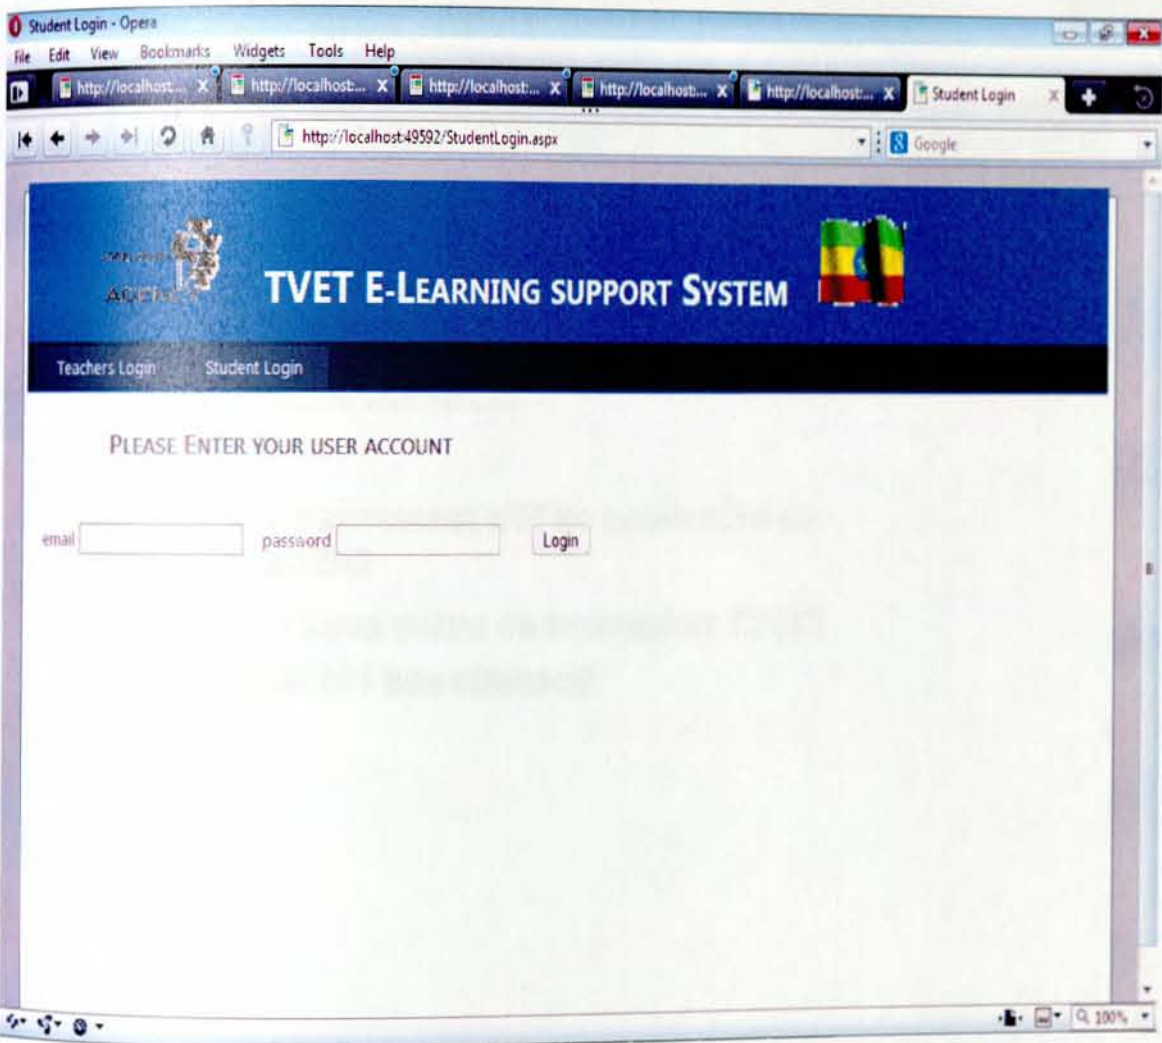 Student Login - Opera
File Edit View Bookmarks Widgets Tools Help
http://localhost:... X http://localhost:... X http://localhost:... X http://localhost:... X http://localhost:... X Student Login X
http://localhost:49592/StudentLogin.aspx Google
AGENCY
TVET E-LEARNING SUPPORT SYSTEM
Teachers Login Student Login
PLEASE ENTER YOUR USER ACCOUNT
email password Login
100%